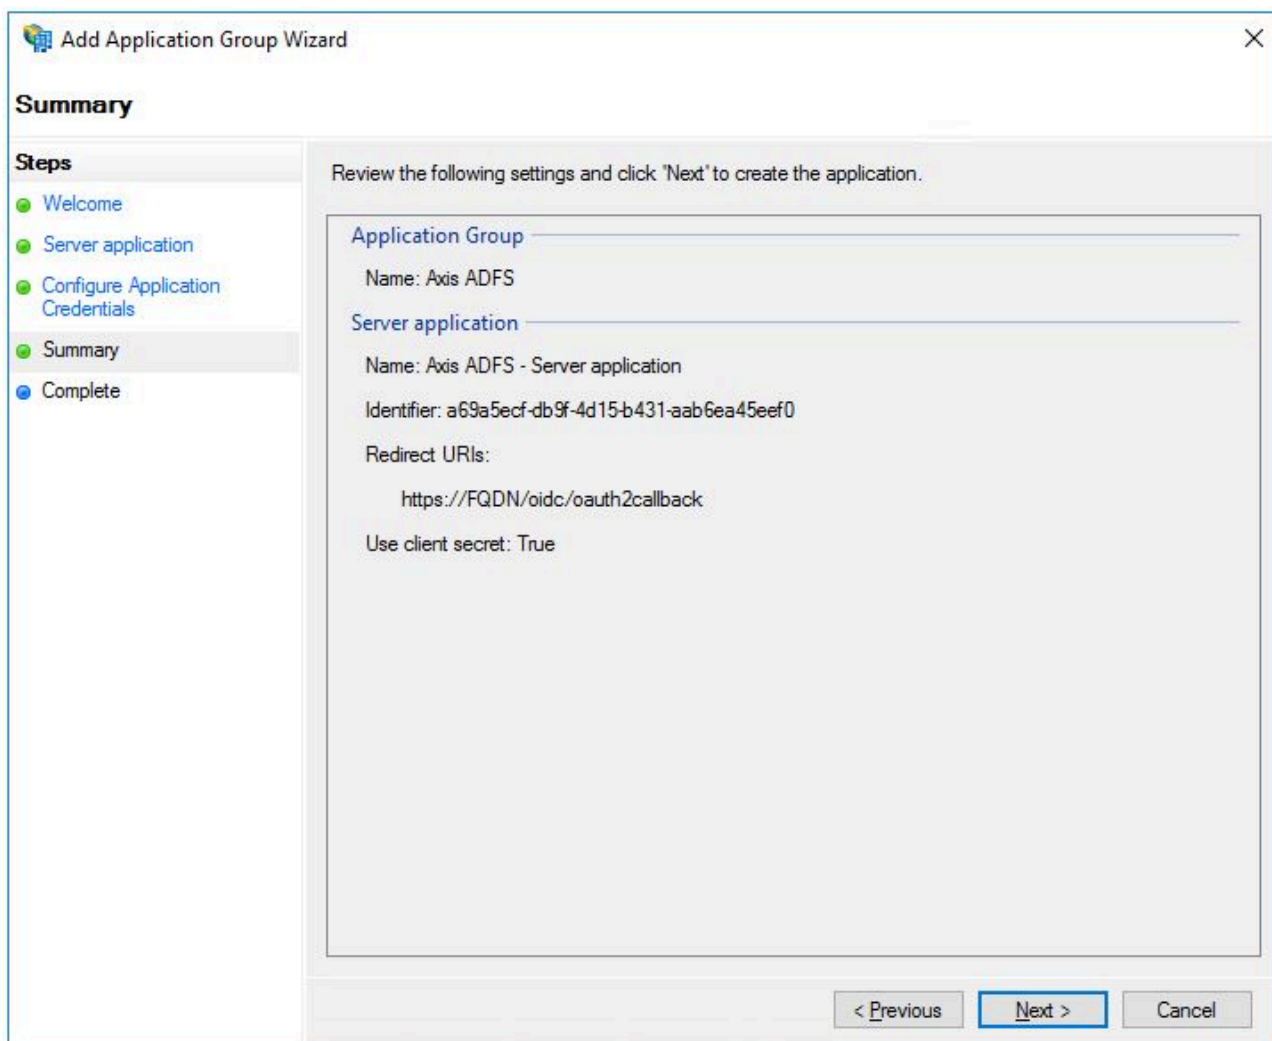 Add Application Group Wizard
Summary
Steps
Welcome
Server application
Configure Application
Credentials
Summary
Complete
Review the following settings and click 'Next' to create the application.
Application Group
Name: Axis ADFS
Server application
Name: Axis ADFS - Server application
Identifier: a69a5ecf-db9f-4d15-b431-aab6ea45eef0
Redirect URIs:
https://FQDN/oidc/oauth2callback
Use client secret: True
< Previous
Next >
Cancel